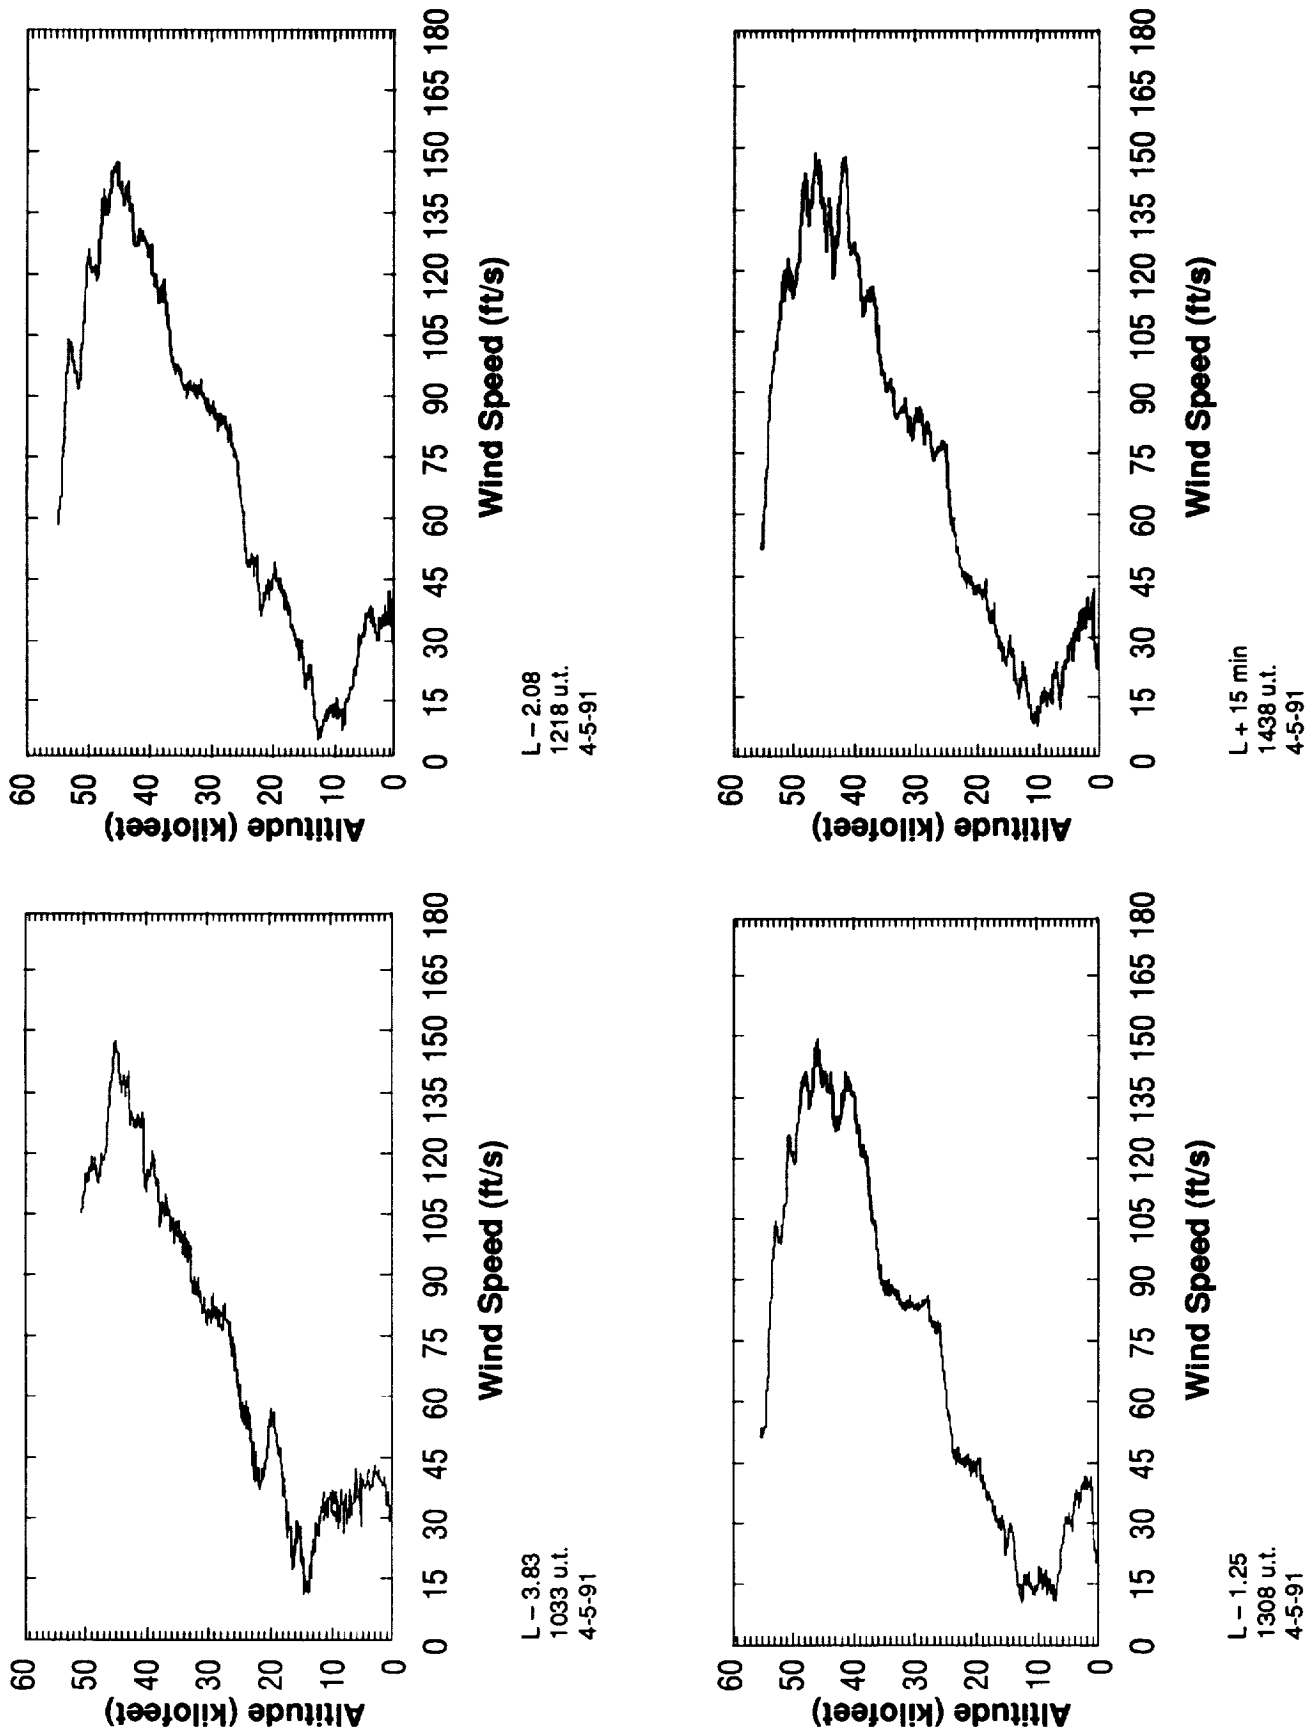 Altitude (kilofeet)
60
50
40
30
20
10
0
0 15 30 45 60 75 90 105 120 135 150 165 180
Wind Speed (ft/s)
L – 3.83
1033 u.t.
4-5-91
Altitude (kilofeet)
60
50
40
30
20
10
0
0 15 30 45 60 75 90 105 120 135 150 165 180
Wind Speed (ft/s)
L – 2.08
1218 u.t.
4-5-91
Altitude (kilofeet)
60
50
40
30
20
10
0
0 15 30 45 60 75 90 105 120 135 150 165 180
Wind Speed (ft/s)
L – 1.25
1308 u.t.
4-5-91
Altitude (kilofeet)
60
50
40
30
20
10
0
0 15 30 45 60 75 90 105 120 135 150 165 180
Wind Speed (ft/s)
L + 15 min
1438 u.t.
4-5-91